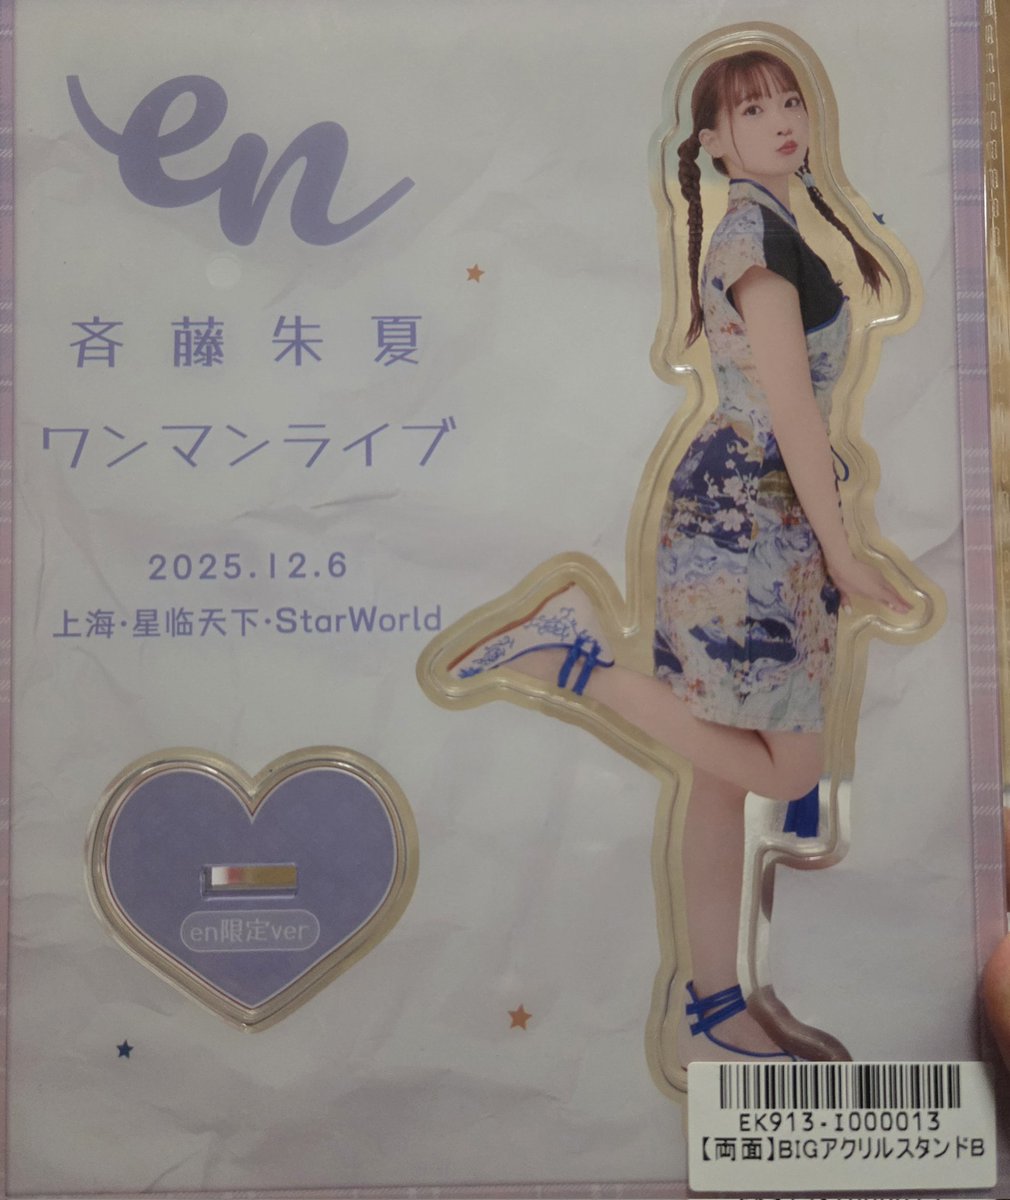 en
斉藤朱夏
ワンマンライブ
2025.12.6
上海·星临天下·StarWorld
en限定ver
EK913-I000013
【両面】BIGアクリルスタンドB